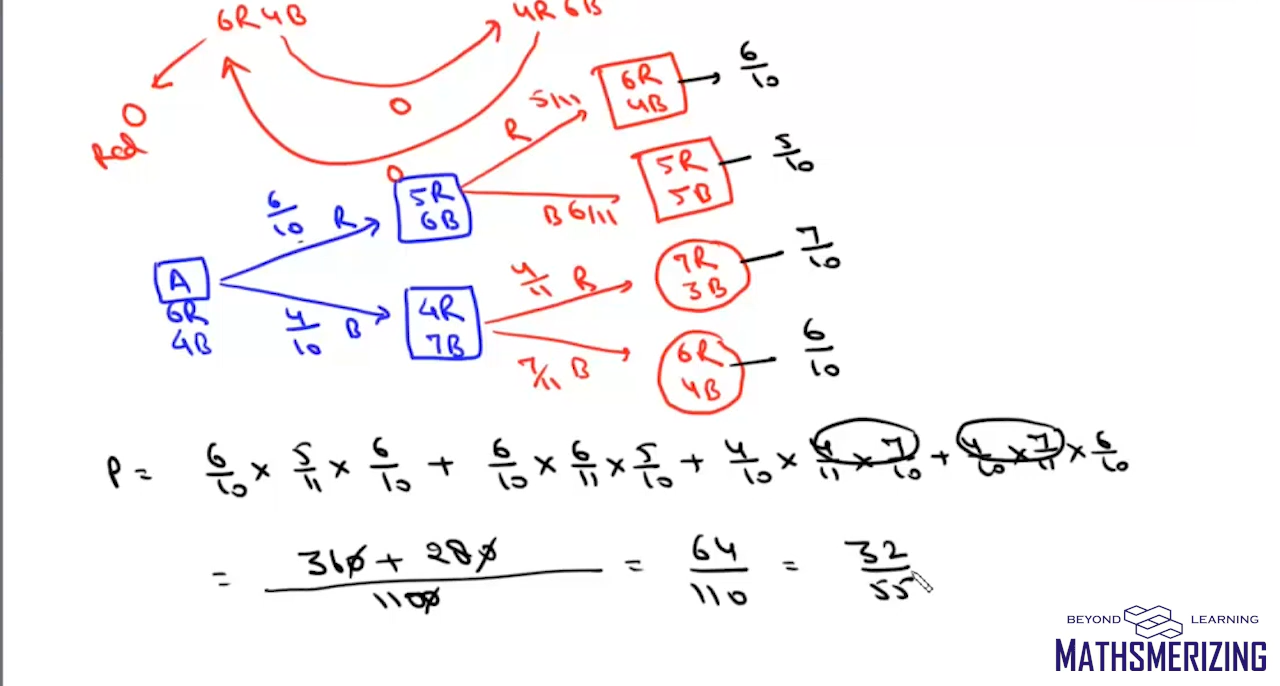 6R 4B
4R 6B
O
Red
O
O
6/10 R
4/10 B
A
6R
4B
5R
6B
4R
7B
R 5/11
B 6/11
4/11 R
7/11 B
6R
4B
6/10
5R
5B
5/10
7R
3B
7/10
6R
4B
6/10
P = 6/10 × 5/11 × 6/10 + 6/10 × 6/11 × 5/10 + 4/10 × 4/11 × 7/10 + 4/10 × 7/11 × 6/10
= 360 + 280 / 1100 = 64/110 = 32/55
BEYOND LEARNING
MATHSMERIZING